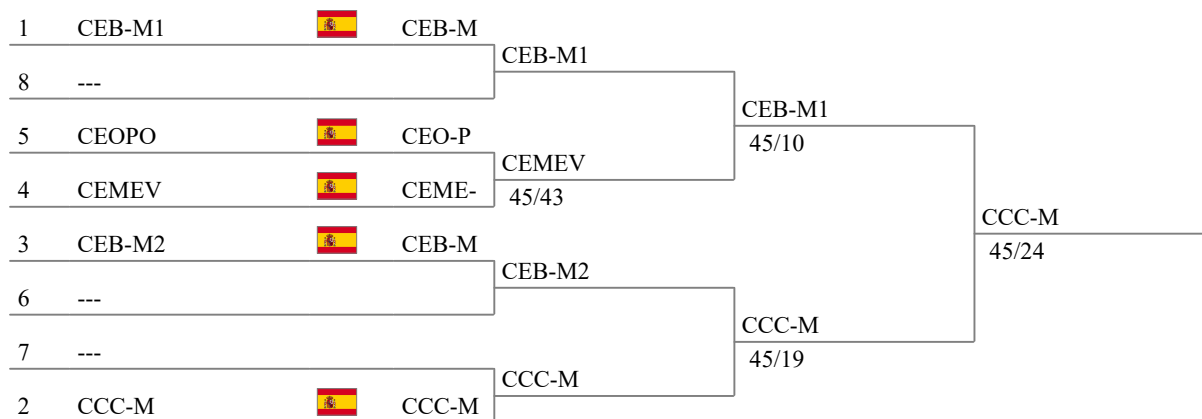 1 CEB-M1 CEB-M
CEB-M1
8 ---
CEB-M1
45/10
5 CEOPO CEO-P
CEMEV
45/43
4 CEMEV CEME-
CCC-M
45/24
3 CEB-M2 CEB-M
CEB-M2
6 ---
CCC-M
45/19
7 ---
CCC-M
2 CCC-M CCC-M